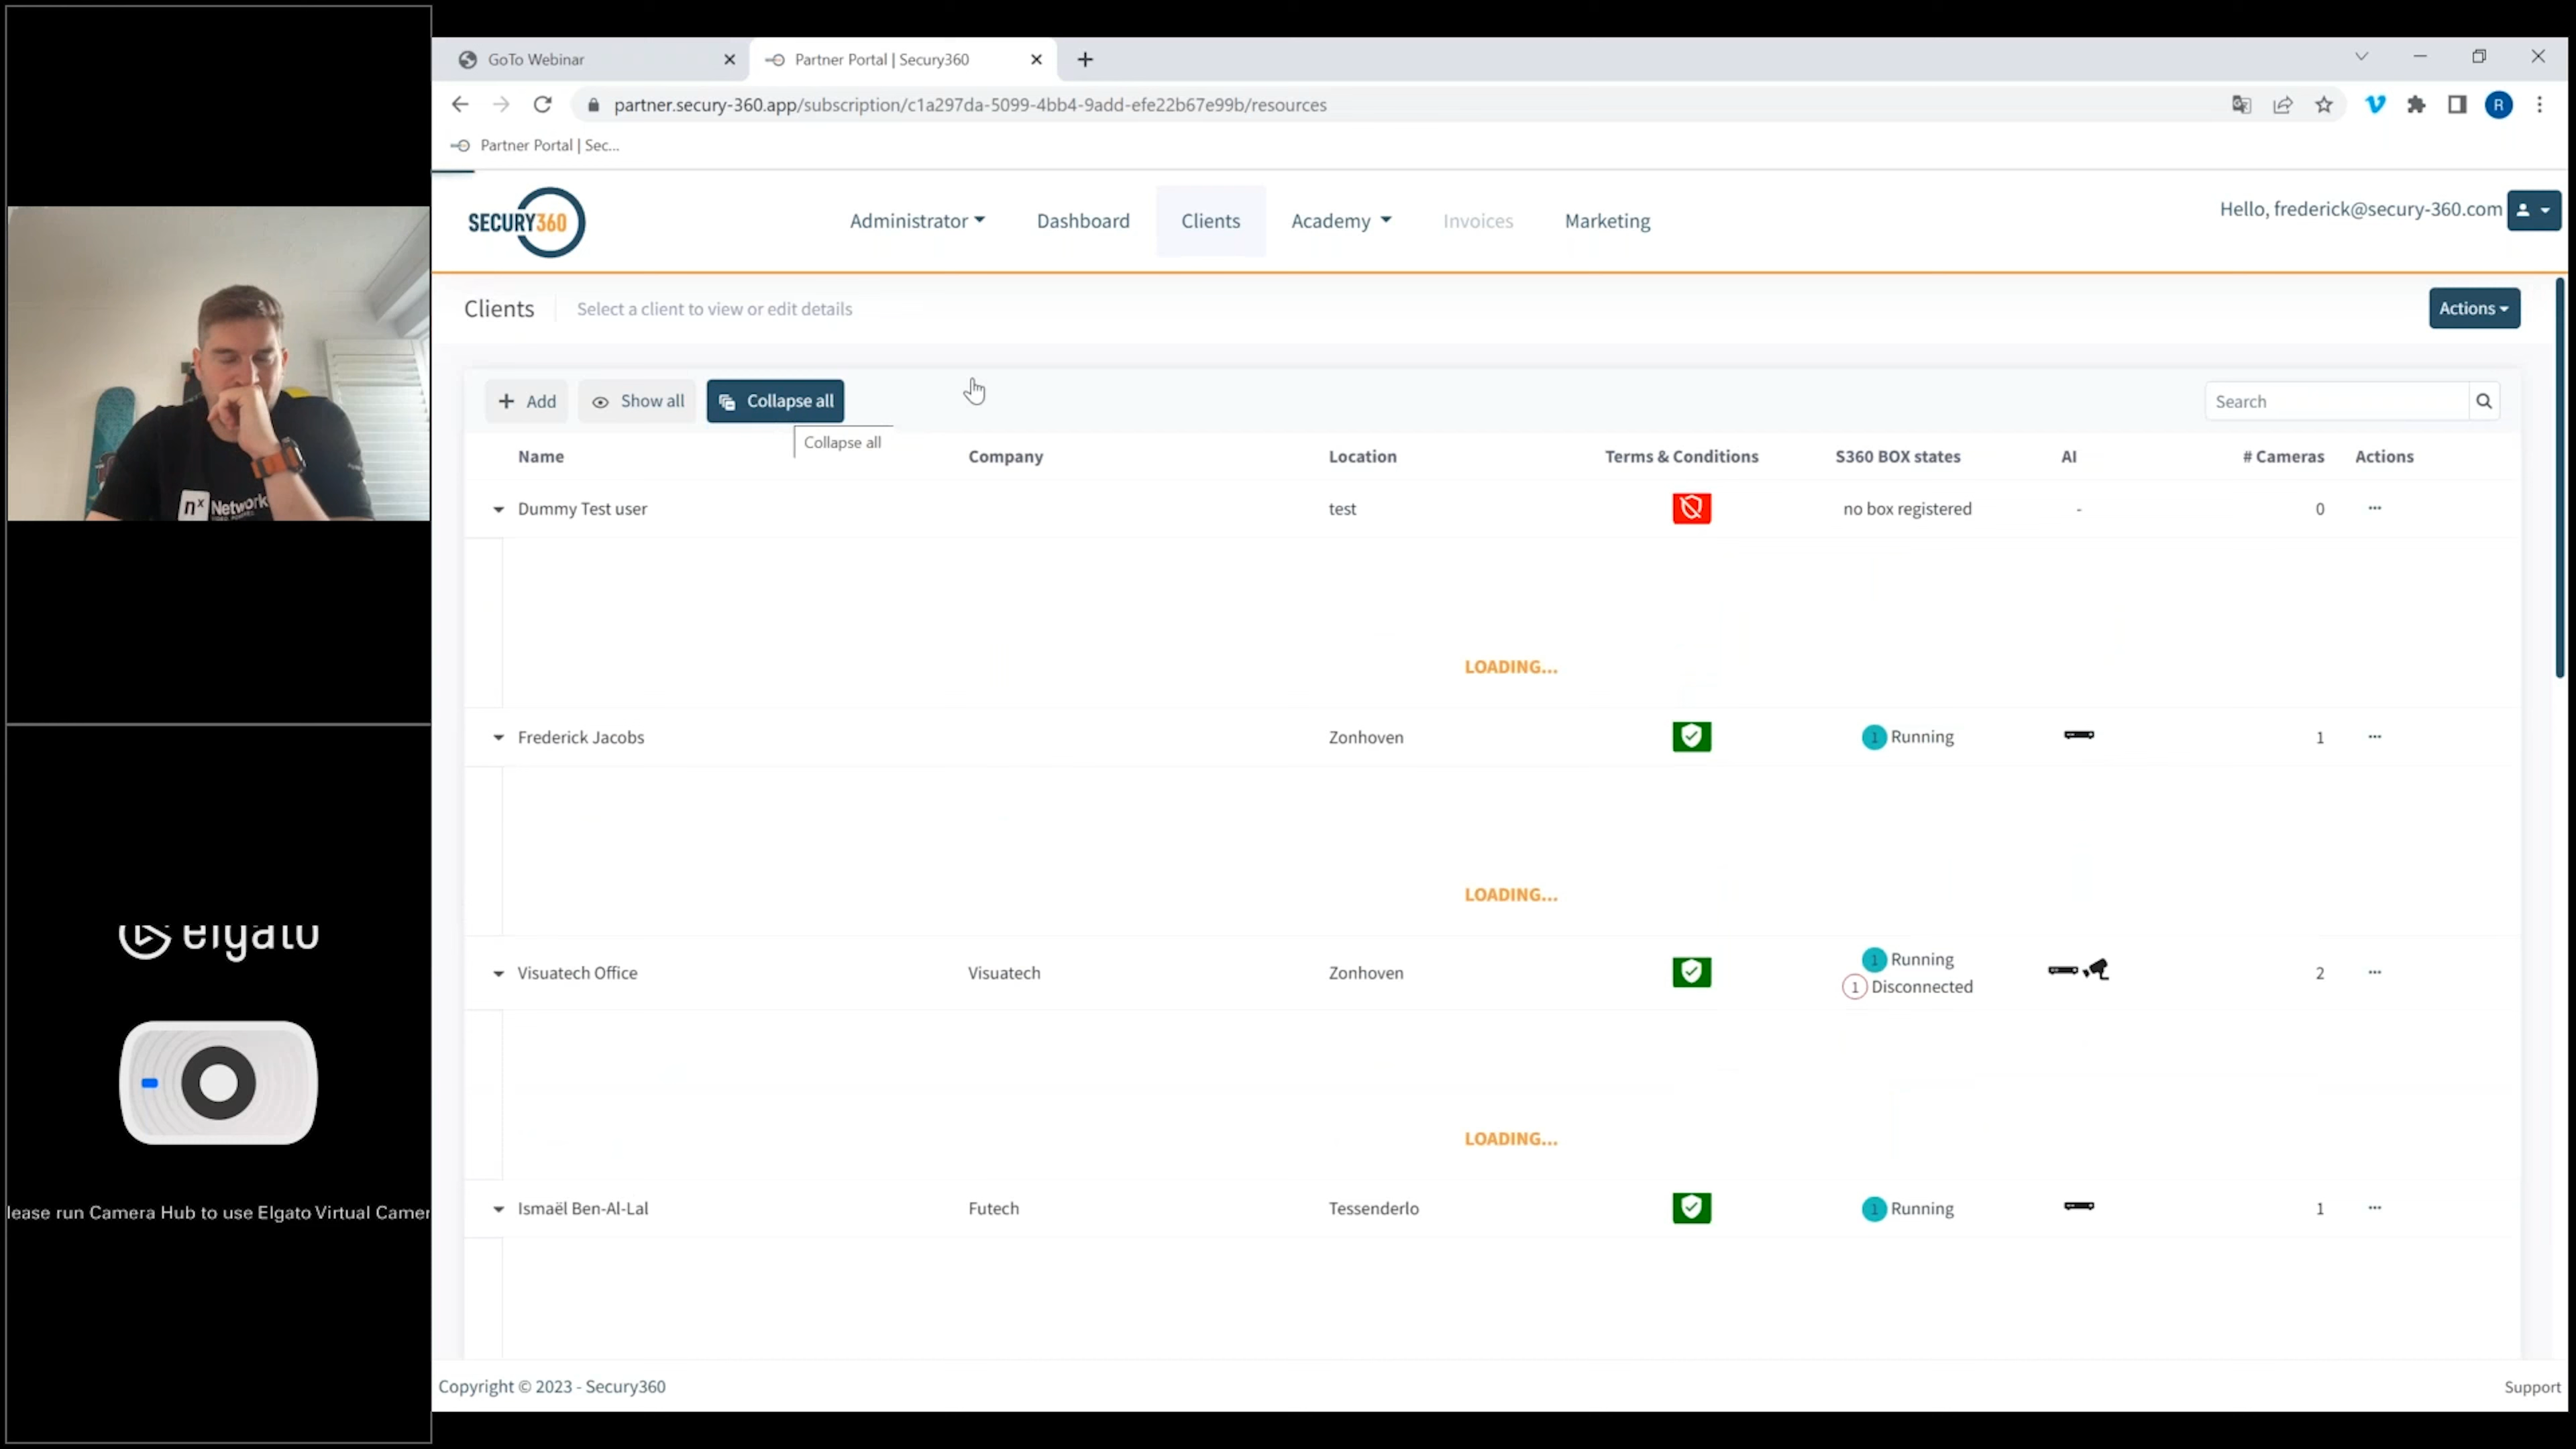 GoTo Webinar
Partner Portal | Secury360
partner.secury-360.app/subscription/c1a297da-5099-4bb4-9add-efe22b67e99b/resources
R
Partner Portal | Sec...
SECURY360
Administrator
Dashboard
Clients
Academy
Invoices
Marketing
Hello, frederick@secury-360.com
Clients
Select a client to view or edit details
Actions
Add
Show all
Collapse all
Search
Collapse all
Name Company Location Terms & Conditions S360 BOX states AI # Cameras Actions
Dummy Test user test no box registered - 0 ...
LOADING...
Frederick Jacobs Zonhoven 1 Running 1 ...
LOADING...
Visuatech Office Visuatech Zonhoven 1 Running 2 ...
1 Disconnected
LOADING...
Ismaël Ben-Al-Lal Futech Tessenderlo 1 Running 1 ...
Copyright © 2023 - Secury360
Support
nx Network
elgato
lease run Camera Hub to use Elgato Virtual Camer